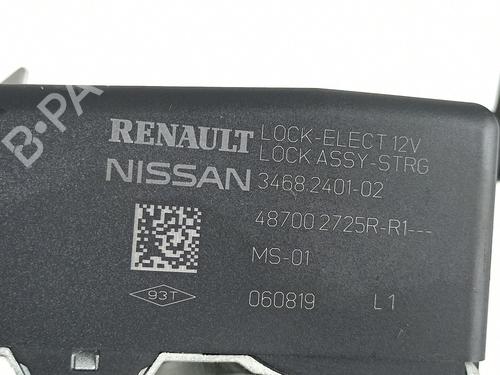 RENAULT LOCK-ELECT 12V
NISSAN LOCK ASSY-STRG
3468 2401-02
48700 2725R-R1---
MS-01
93T 060819 L1
B-PA